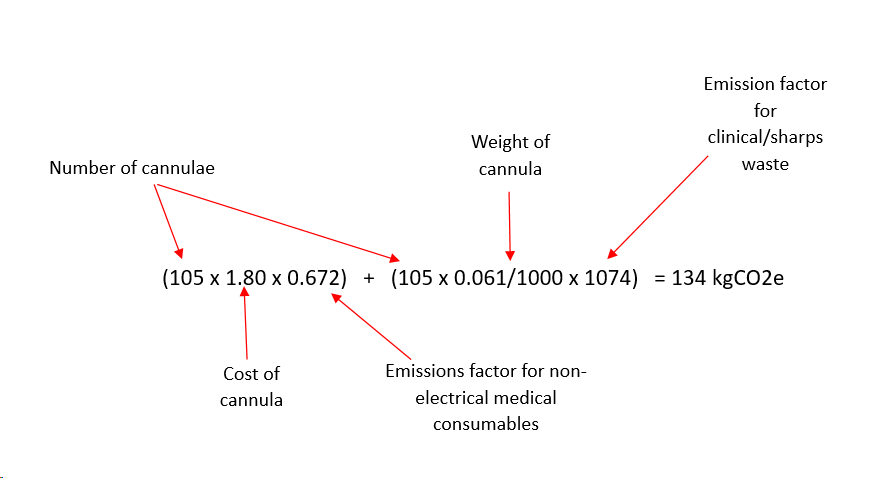 Emission factor
for
clinical/sharps
waste
Weight of
cannula
Number of cannulae
(105 x 1.80 x 0.672) + (105 x 0.061/1000 x 1074) = 134 kgCO2e
Cost of
cannula
Emissions factor for non-
electrical medical
consumables